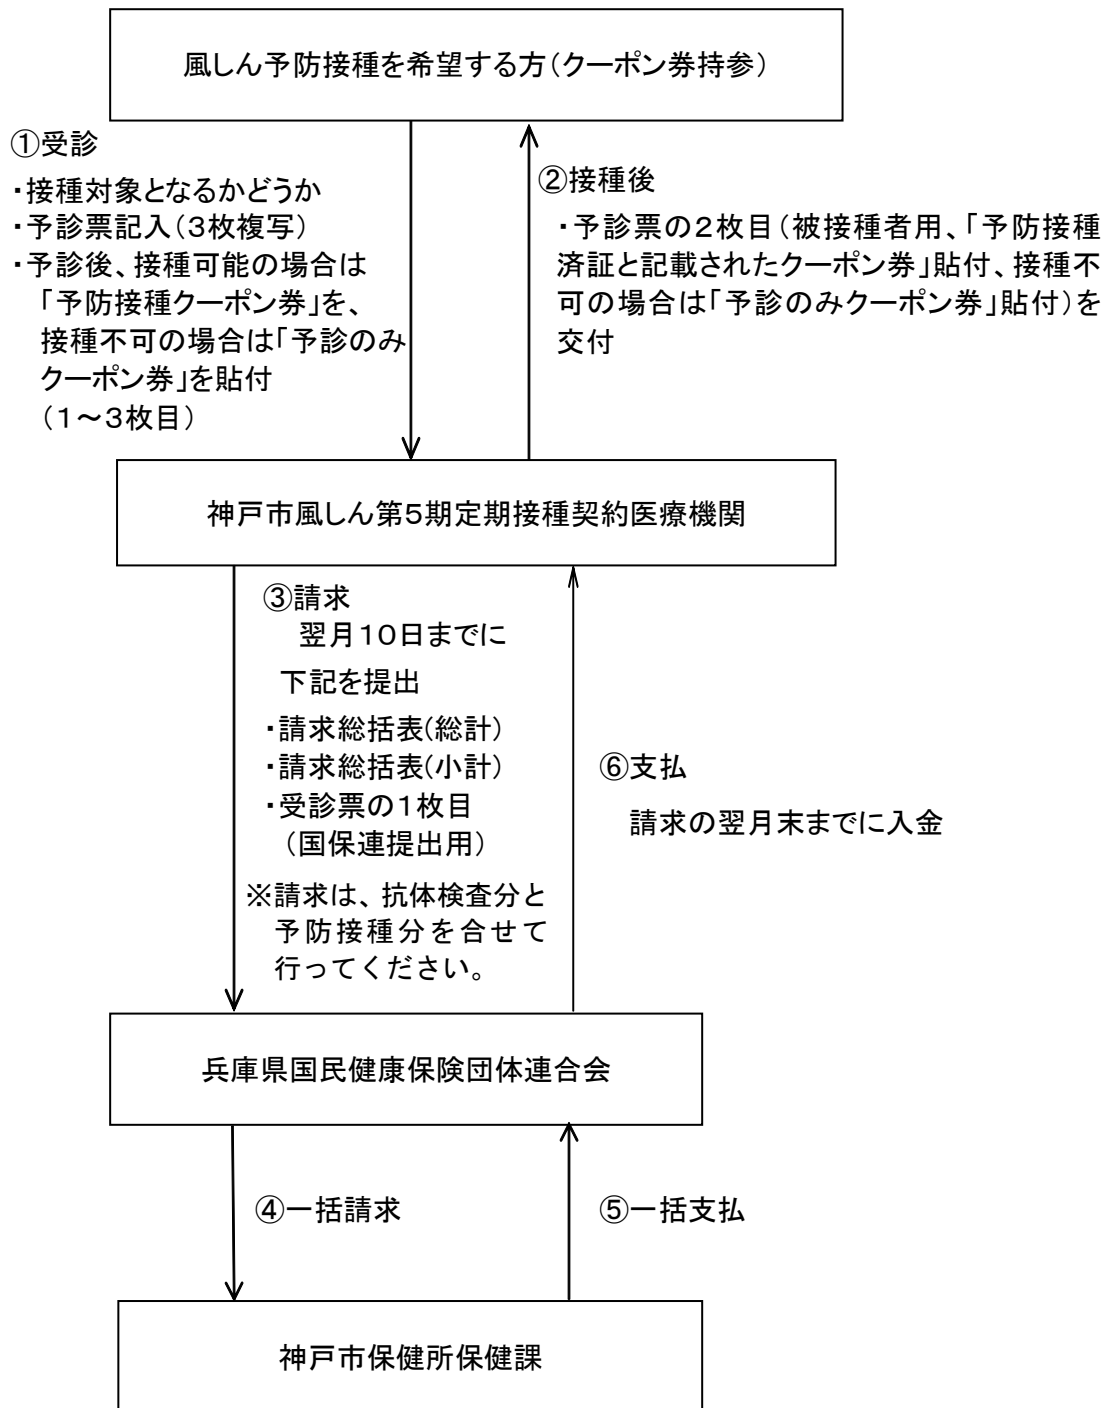 風しん予防接種を希望する方（クーポン券持参）
①受診
・接種対象となるかどうか
・予診票記入（３枚複写）
・予診後、接種可能の場合は
「予防接種クーポン券」を、
接種不可の場合は「予診のみ
クーポン券」を貼付
（１～３枚目）
②接種後
・予診票の２枚目（被接種者用、「予防接種
済証と記載されたクーポン券」貼付、接種不
可の場合は「予診のみクーポン券」貼付）を
交付
神戸市風しん第５期定期接種契約医療機関
③請求
翌月１０日までに
下記を提出
・請求総括表(総計)
・請求総括表(小計)
・受診票の１枚目
（国保連提出用）
※請求は、抗体検査分と
予防接種分を合せて
行ってください。
⑥支払
請求の翌月末までに入金
兵庫県国民健康保険団体連合会
④一括請求
⑤一括支払
神戸市保健所保健課